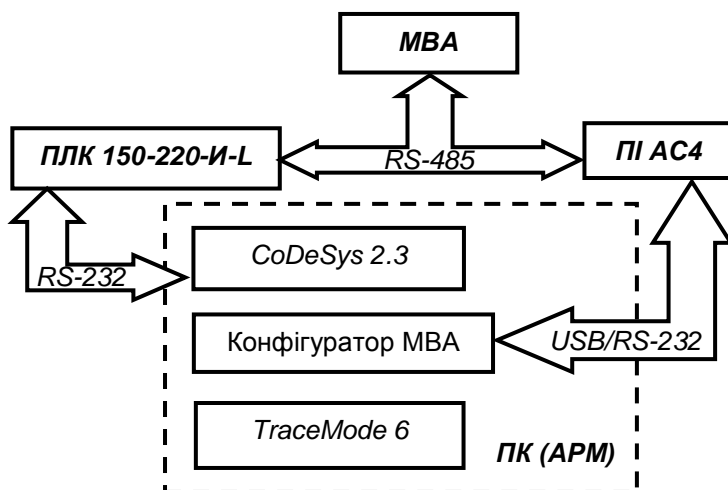 МВА
ПЛК 150-220-И-L
RS-485
ПІ АС4
RS-232
CoDeSys 2.3
Конфігуратор МВА
USB/RS-232
TraceMode 6
ПК (АРМ)